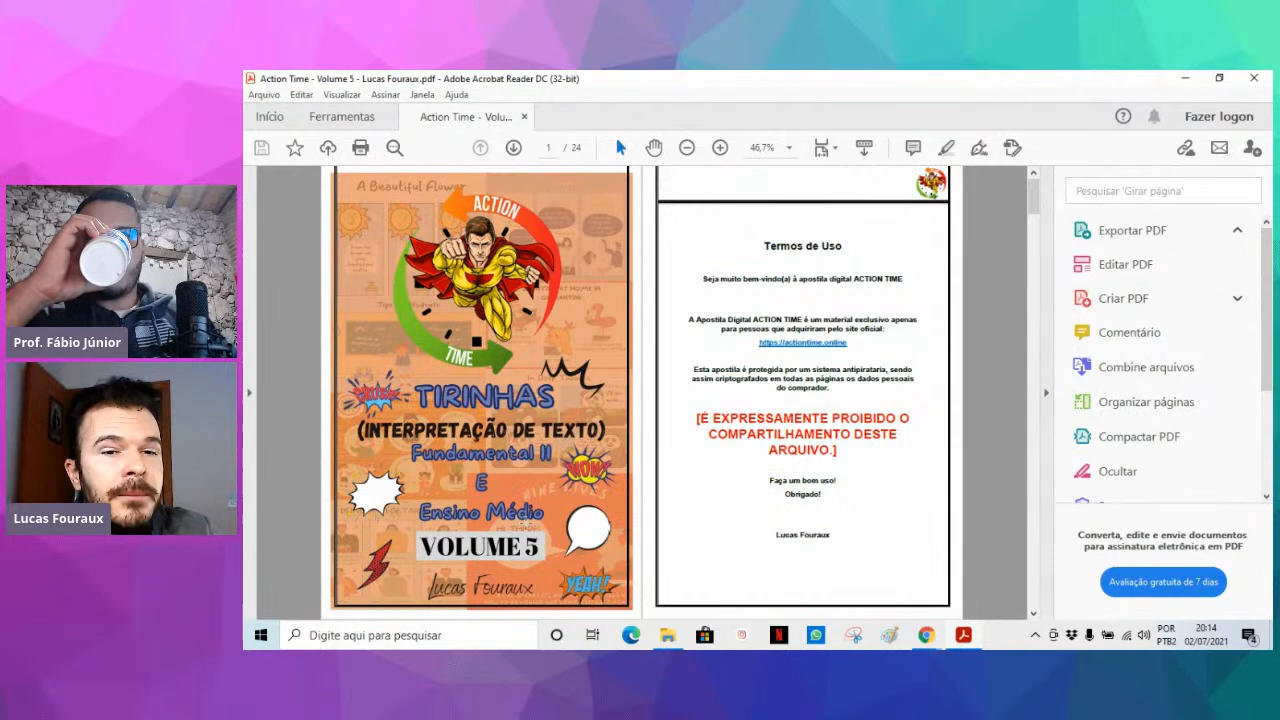 Action Time - Volume 5 - Lucas Fouraux.pdf - Adobe Acrobat Reader DC (32-bit)
Arquivo Editar Visualizar Assinar Janela Ajuda
Início Ferramentas Action Time - Volu... × Fazer logon
1 / 24 46,7%
Pesquisar 'Girar página'
Exportar PDF
Editar PDF
Criar PDF
Comentário
Combine arquivos
Organizar páginas
Compactar PDF
Ocultar
Converta, edite e envie documentos
para assinatura eletrônica em PDF
Avaliação gratuita de 7 dias
A Beautiful Flower
ACTION
TIME
TIRINHAS
(INTERPRETAÇÃO DE TEXTO)
Fundamental II
E
Ensino Médio
VOLUME 5
Lucas Fouraux
WOW!
YEAH!
Termos de Uso
Seja muito bem-vindo(a) à apostila digital ACTION TIME
A Apostila Digital ACTION TIME é um material exclusivo apenas
para pessoas que adquiriram pelo site oficial:
https://actiontime.online
Esta apostila é protegida por um sistema antipirataria, sendo
assim criptografados em todas as páginas os dados pessoais
do comprador.
[É EXPRESSAMENTE PROIBIDO O
COMPARTILHAMENTO DESTE
ARQUIVO.]
Faça um bom uso!
Obrigado!
Lucas Fouraux
Prof. Fábio Júnior
Lucas Fouraux
Digite aqui para pesquisar
POR
PTB2
20:14
02/07/2021
4